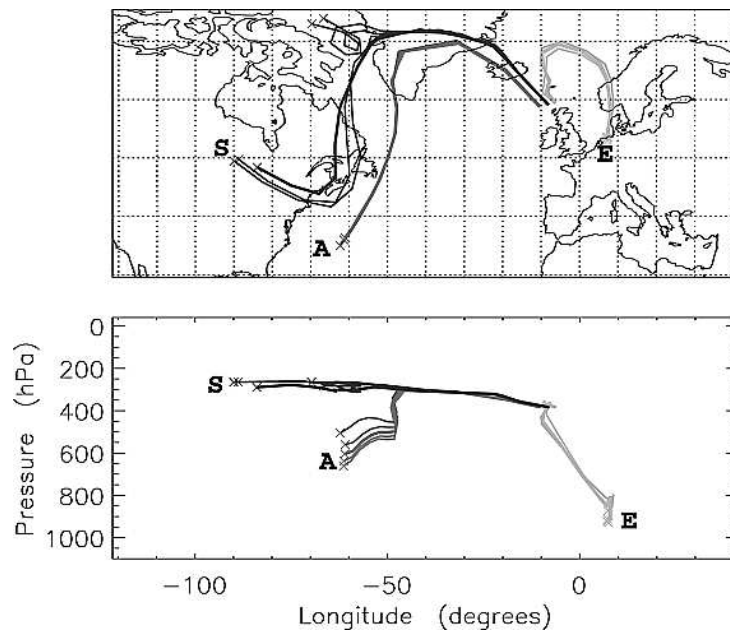 S
E
A
0
200
400
600
800
1000
Pressure (hPa)
S
A
E
-100
-50
0
Longitude (degrees)